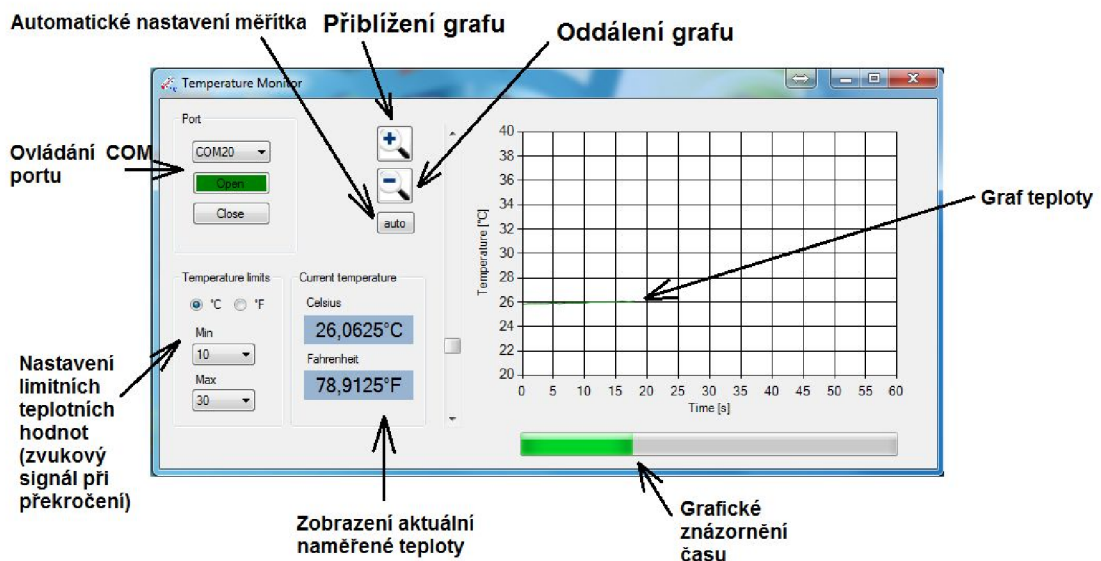 Automatické nastavení měřítka
Přiblížení grafu
Oddálení grafu
Temperature Monitor
Port
COM20
Open
Close
auto
Ovládání COM
portu
Temperature limits
°C
°F
Min
10
Max
30
Current temperature
Celsius
26,0625°C
Fahrenheit
78,9125°F
Temperature [°C]
40
38
36
34
32
30
28
26
24
22
20
0 5 10 15 20 25 30 35 40 45 50 55 60
Time [s]
Graf teploty
Nastavení
limitních
teplotních
hodnot
(zvukový
signál při
překročení)
Zobrazení aktuální
naměřené teploty
Grafické
znázornění
času